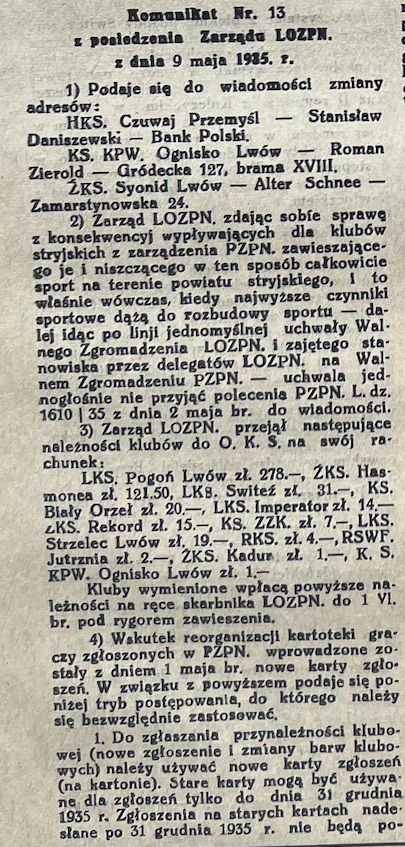 Komunikat Nr. 13
z posiedzenia Zarządu LOZPN.
z dnia 9 maja 1935. r.
1) Podaje się do wiadomości zmiany
adresów:
HKS. Czuwaj Przemyśl — Stanisław
Daniszewski — Bank Polski.
KS. KPW. Ognisko Lwów — Roman
Zierold — Gródecka 127, brama XVIII.
ŻKS. Syonid Lwów — Alter Schnee —
Zamarstynowska 24.
2) Zarząd LOZPN. zdając sobie sprawę
z konsekwencyj wypływających dla klubów
stryjskich z zarządzenia PZPN. zawieszające-
go je i niszczącego w ten sposób całkowicie
sport na terenie powiatu stryjskiego, i to
właśnie wówczas, kiedy najwyższe czynniki
sportowe dążą do rozbudowy sportu — da-
lej idąc po linji jednomyślnej uchwały Wal-
nego Zgromadzenia LOZPN. i zajętego sta-
nowiska przez delegatów LOZPN. na Wal-
nem Zgromadzeniu PZPN. — uchwala jed-
nogłośnie nie przyjąć polecenia PZPN. L. dz.
1610 | 35 z dnia 2 maja br. do wiadomości.
3) Zarząd LOZPN. przejął następujące
należności klubów do O. K. S. na swój ra-
chunek:
LKS. Pogoń Lwów zł. 278.—, ŻKS. Has-
monea zł. 121.50, LKS. Switeź zł. 31.—, KS.
Biały Orzeł zł. 20.—, LKS. Imperator zł. 14.—
ŻKS. Rekord zł. 15.—, KS. ZZK. zł. 7.—, LKS.
Strzelec Lwów zł, 19.—, RKS. zł. 4.—, RSWF.
Jutrznia zł. 2.—, ŻKS. Kadur zł. 1.—, K. S.
KPW. Ognisko Lwów zł. 1.—
Kluby wymienione wpłacą powyższe na-
leżności na ręce skarbnika LOZPN. do 1 VI.
br. pod rygorem zawieszenia.
4) Wskutek reorganizacji kartoteki gra-
czy zgłoszonych w PZPN. wprowadzone zo-
stały z dniem 1 maja br. nowe karty zgło-
szeń. W związku z powyższem podaje się po-
niżej tryb postępowania, do którego należy
się bezwzględnie zastosować.
1. Do zgłaszania przynależności klubo-
wej (nowe zgłoszenie i zmiany barw klubo-
wych) należy używać nowe karty zgłoszeń
(na kartonie). Stare karty mogą być używa-
ne dla zgłoszeń tylko do dnia 31 grudnia
1935 r. Zgłoszenia na starych kartach nade-
słane po 31 grudnia 1935 r. nie będą po-